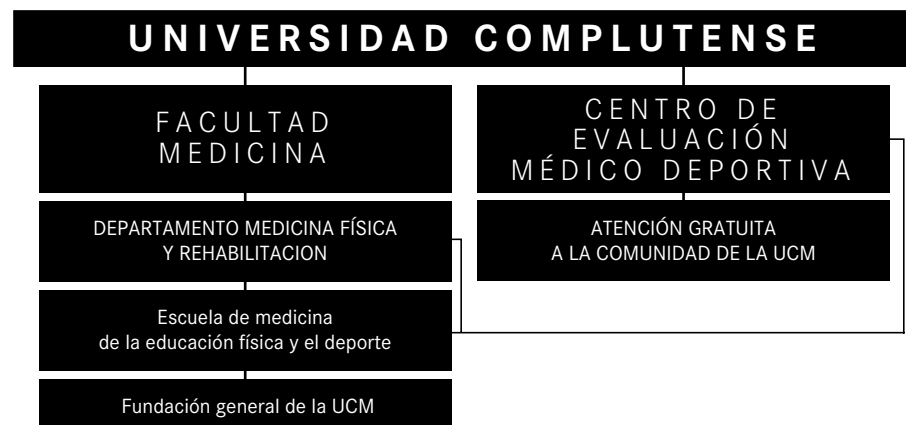 UNIVERSIDAD COMPLUTENSE
FACULTAD
MEDICINA
DEPARTAMENTO MEDICINA FÍSICA
Y REHABILITACION
Escuela de medicina
de la educación física y el deporte
Fundación general de la UCM
CENTRO DE
EVALUACIÓN
MÉDICO DEPORTIVA
ATENCIÓN GRATUITA
A LA COMUNIDAD DE LA UCM